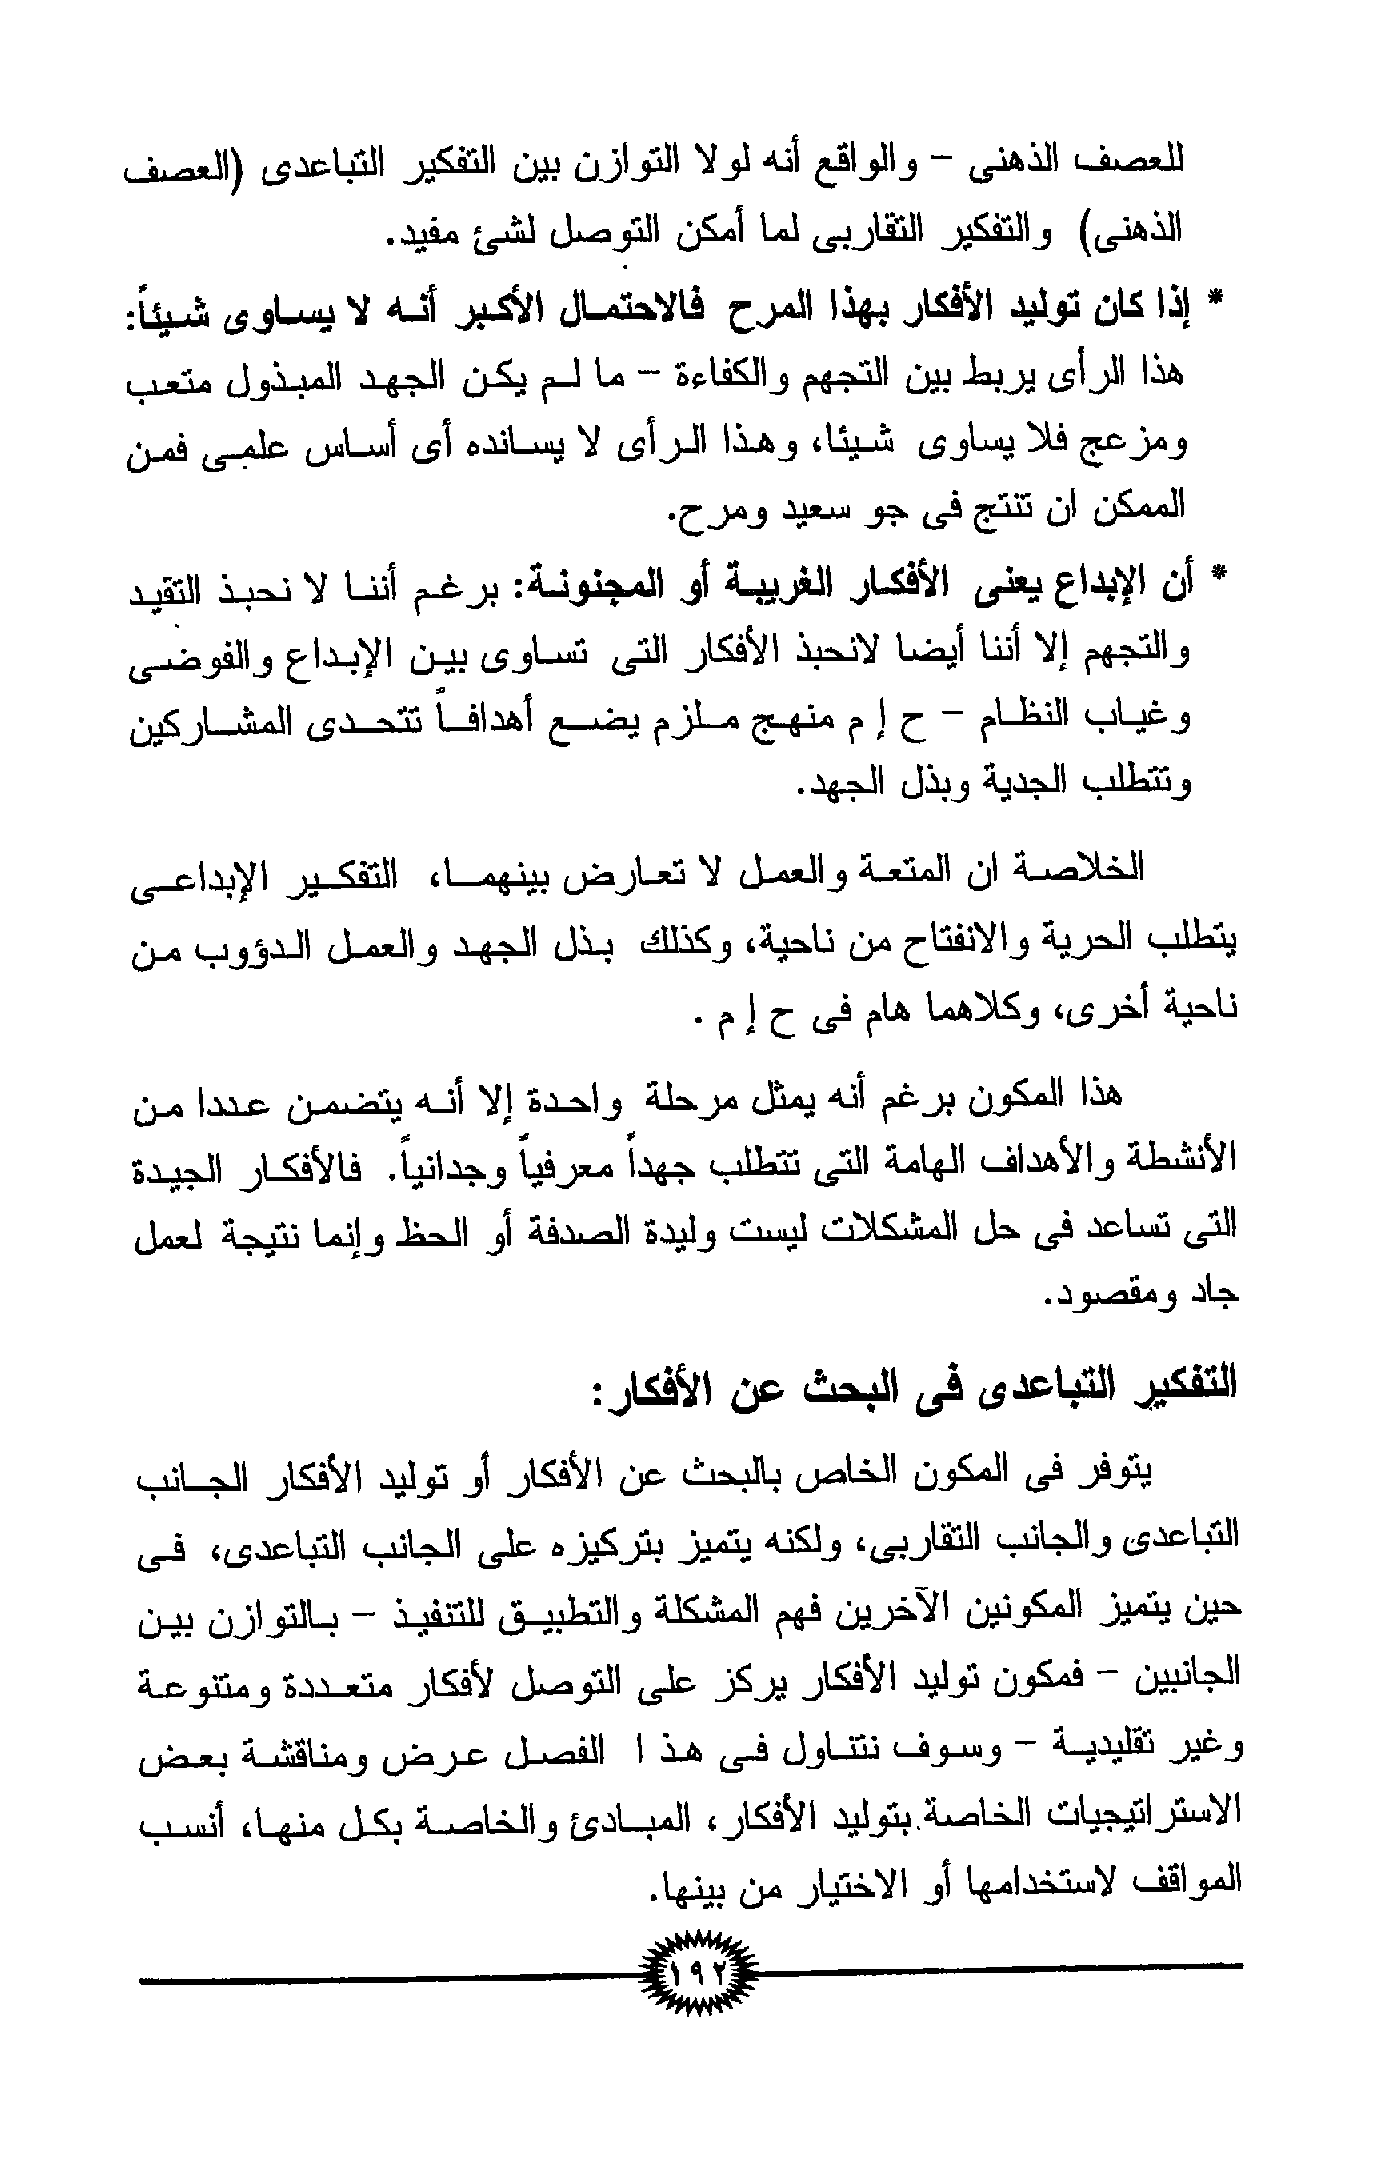 للعصف الذهنى – والواقع أنه لولا التوازن بين التفكير التباعدى (العصف
الذهنى) والتفكير التقاربى لما أمكن التوصل لشئ مفيد.
* إذا كان توليد الأفكار بهذا المرح فالاحتمال الأكبر أنه لا يساوى شيئاً:
هذا الرأى يربط بين التجهم والكفاءة – ما لم يكن الجهد المبذول متعب
ومزعج فلا يساوى شيئا، وهذا الرأى لا يسانده أى أساس علمى فمن
الممكن ان تنتج فى جو سعيد ومرح.
* أن الإبداع يعنى الأفكار الغريبة أو المجنونة: برغم أننا لا نحبذ التقيد
والتجهم إلا أننا أيضا لانحبذ الأفكار التى تساوى بين الإبداع والفوضى
وغياب النظام – ح إ م منهج ملزم يضع أهدافاً تتحدى المشاركين
وتتطلب الجدية وبذل الجهد.
الخلاصة ان المتعة والعمل لا تعارض بينهما، التفكير الإبداعى
يتطلب الحرية والانفتاح من ناحية، وكذلك بذل الجهد والعمل الدؤوب من
ناحية أخرى، وكلاهما هام فى ح إ م .
هذا المكون برغم أنه يمثل مرحلة واحدة إلا أنه يتضمن عددا من
الأنشطة والأهداف الهامة التى تتطلب جهداً معرفياً وجدانياً. فالأفكار الجيدة
التى تساعد فى حل المشكلات ليست وليدة الصدفة أو الحظ وإنما نتيجة لعمل
جاد ومقصود.
التفكير التباعدى فى البحث عن الأفكار:
يتوفر فى المكون الخاص بالبحث عن الأفكار أو توليد الأفكار الجانب
التباعدى والجانب التقاربى، ولكنه يتميز بتركيزه على الجانب التباعدى، فى
حين يتميز المكونين الآخرين فهم المشكلة والتطبيق للتنفيذ – بالتوازن بين
الجانبين – فمكون توليد الأفكار يركز على التوصل لأفكار متعددة ومتنوعة
وغير تقليدية – وسوف نتناول فى هذ ا الفصل عرض ومناقشة بعض
الاستراتيجيات الخاصة بتوليد الأفكار، المبادئ والخاصة بكل منها، أنسب
المواقف لاستخدامها أو الاختيار من بينها.
١٩٢